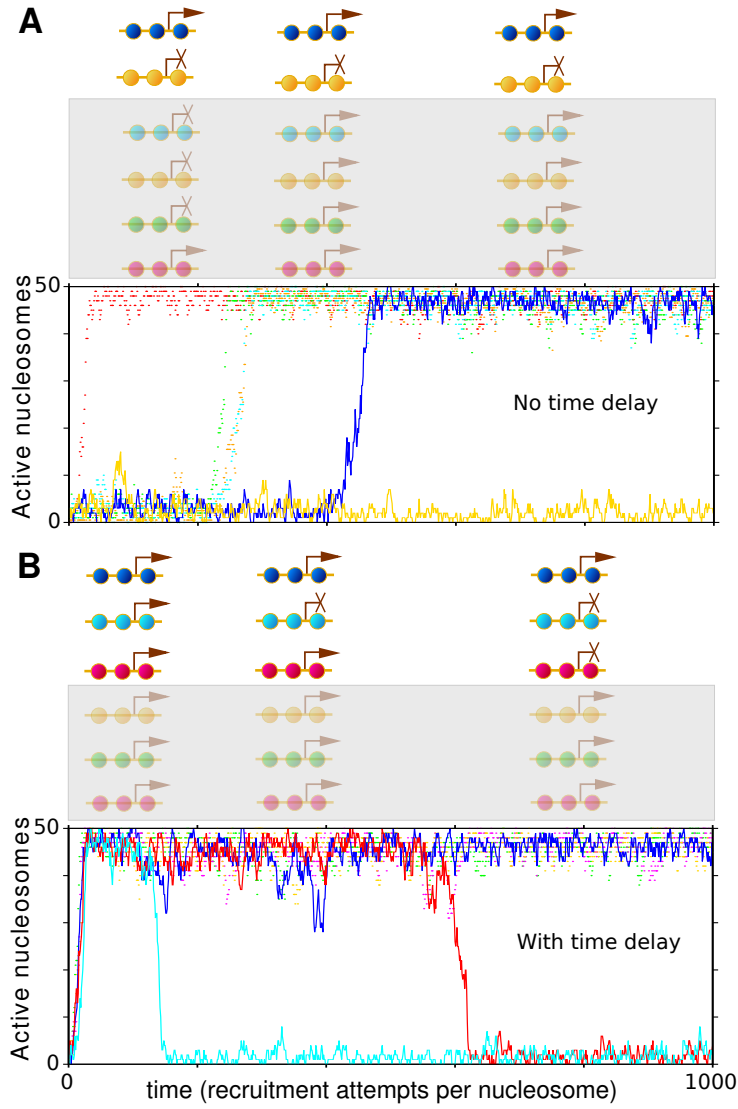 A
50
Active nucleosomes
No time delay
0
B
50
Active nucleosomes
With time delay
0
0
1000
time (recruitment attempts per nucleosome)